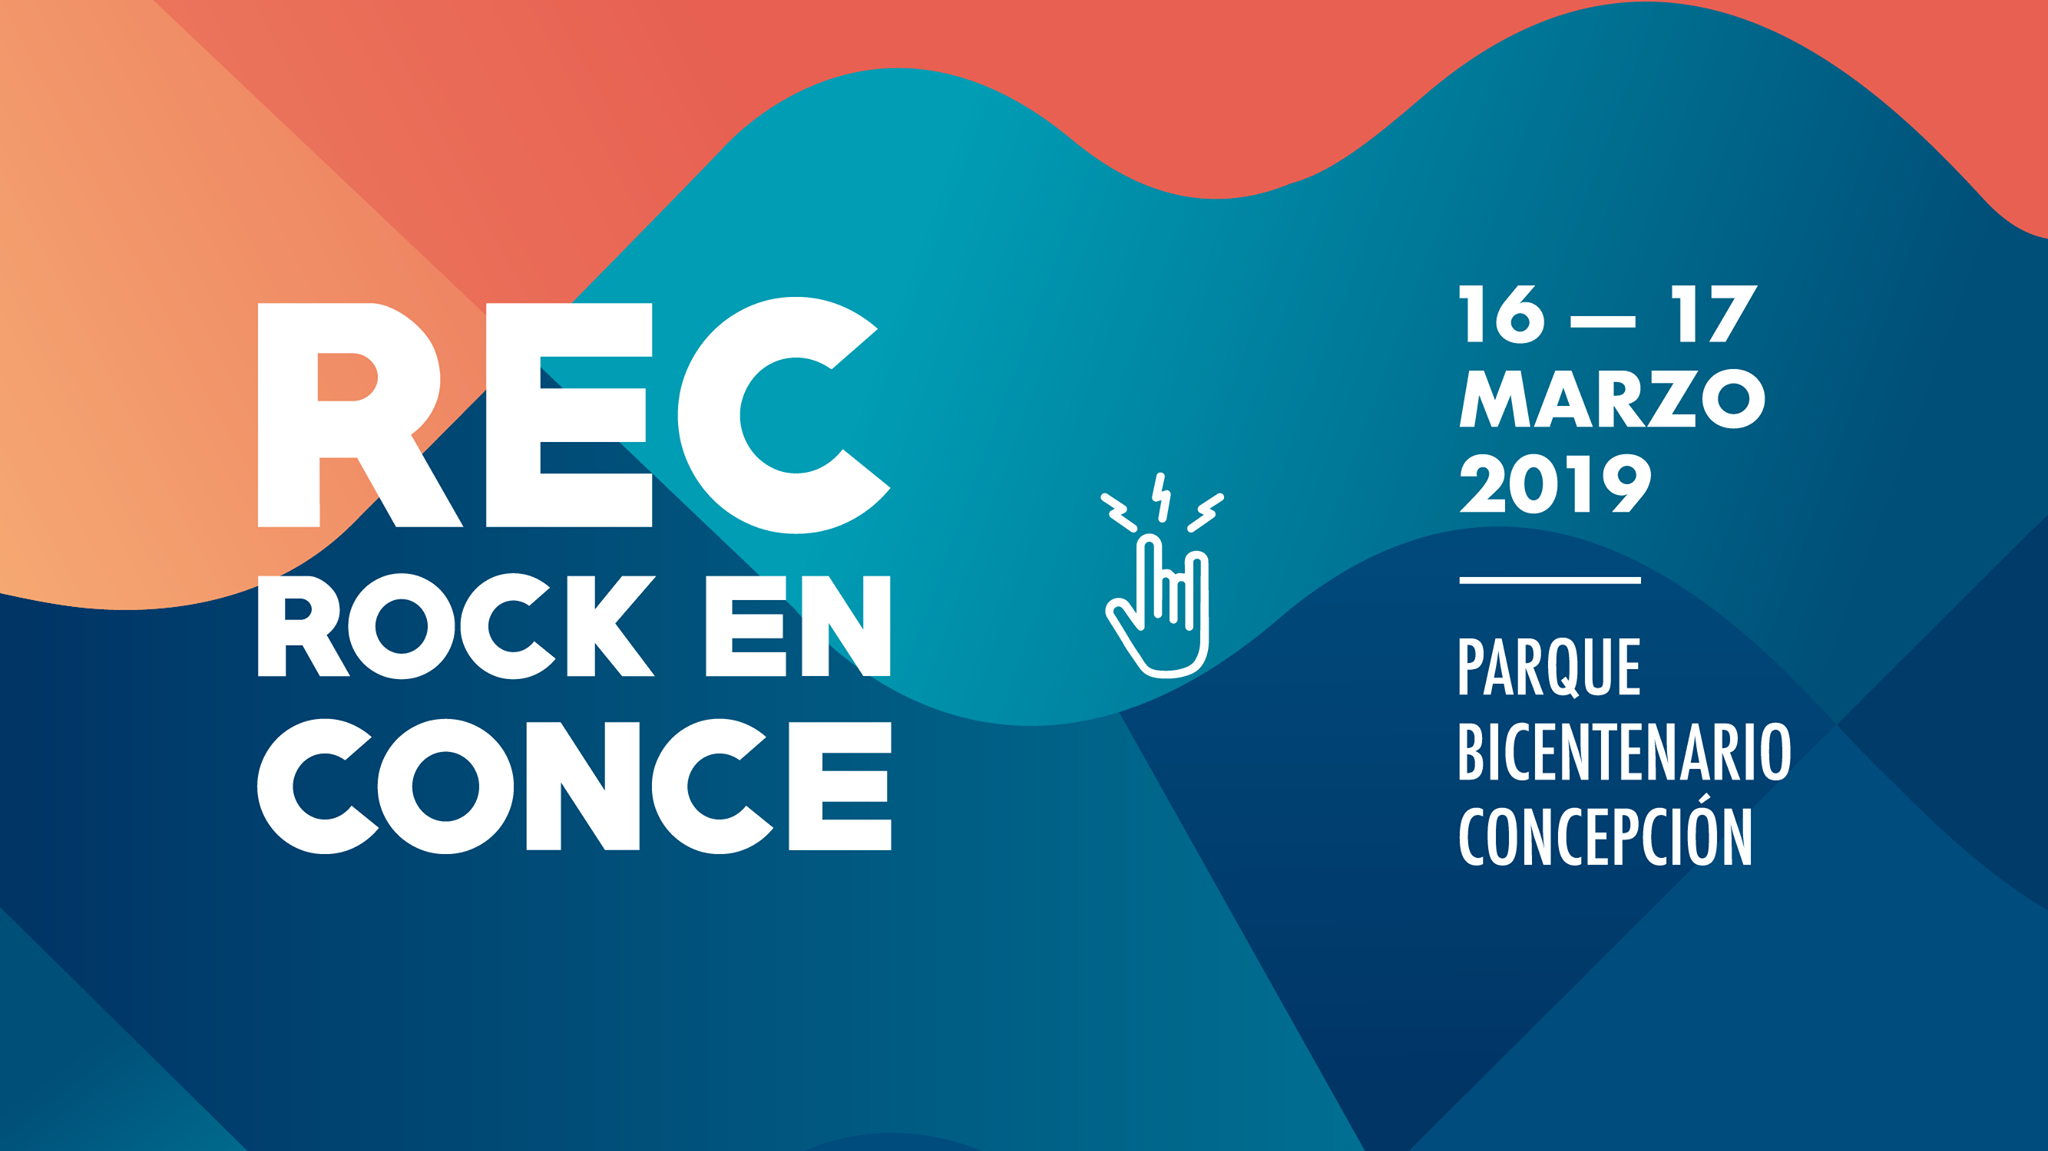 REC
ROCK EN
CONCE
16 — 17
MARZO
2019
PARQUE
BICENTENARIO
CONCEPCIÓN